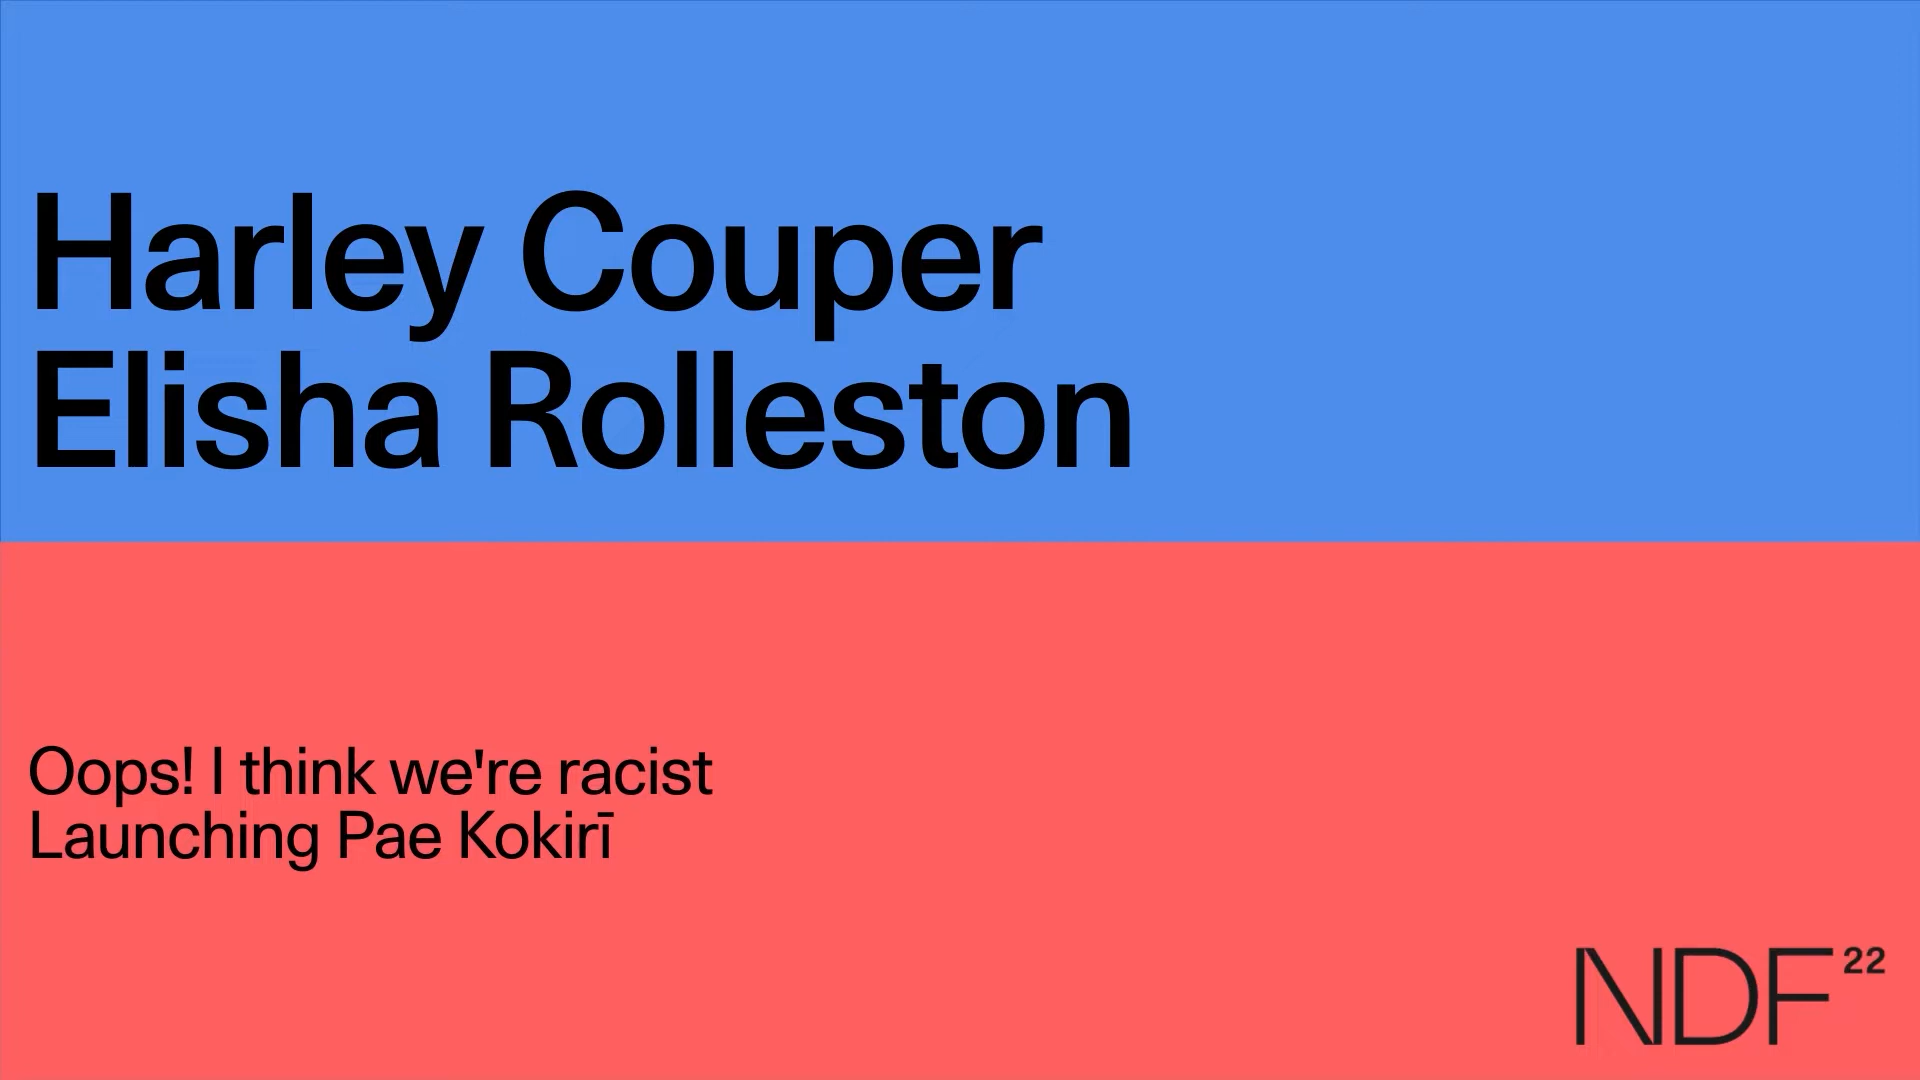 Harley Couper
Elisha Rolleston
Oops! I think we're racist
Launching Pae Kokirī
NDF22